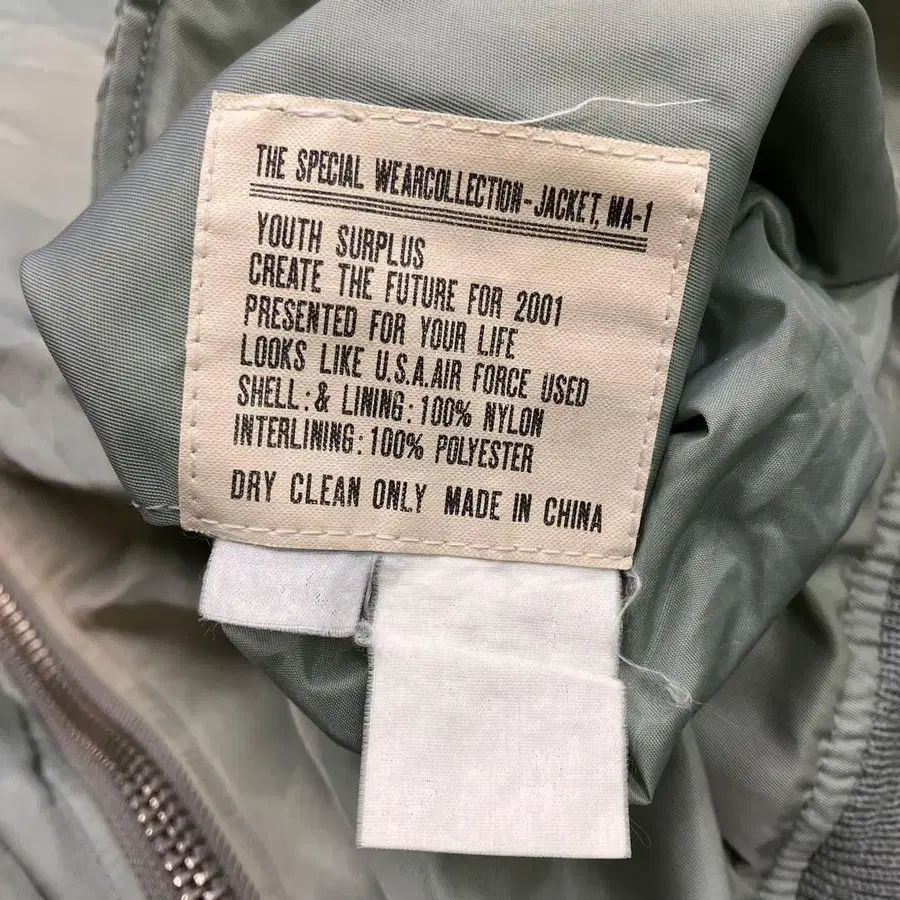 THE SPECIAL WEARCOLLECTION-JACKET, MA-1
YOUTH SURPLUS
CREATE THE FUTURE FOR 2001
PRESENTED FOR YOUR LIFE
LOOKS LIKE U.S.A.AIR FORCE USED
SHELL:& LINING:100% NYLON
INTERLINING:100% POLYESTER
DRY CLEAN ONLY MADE IN CHINA